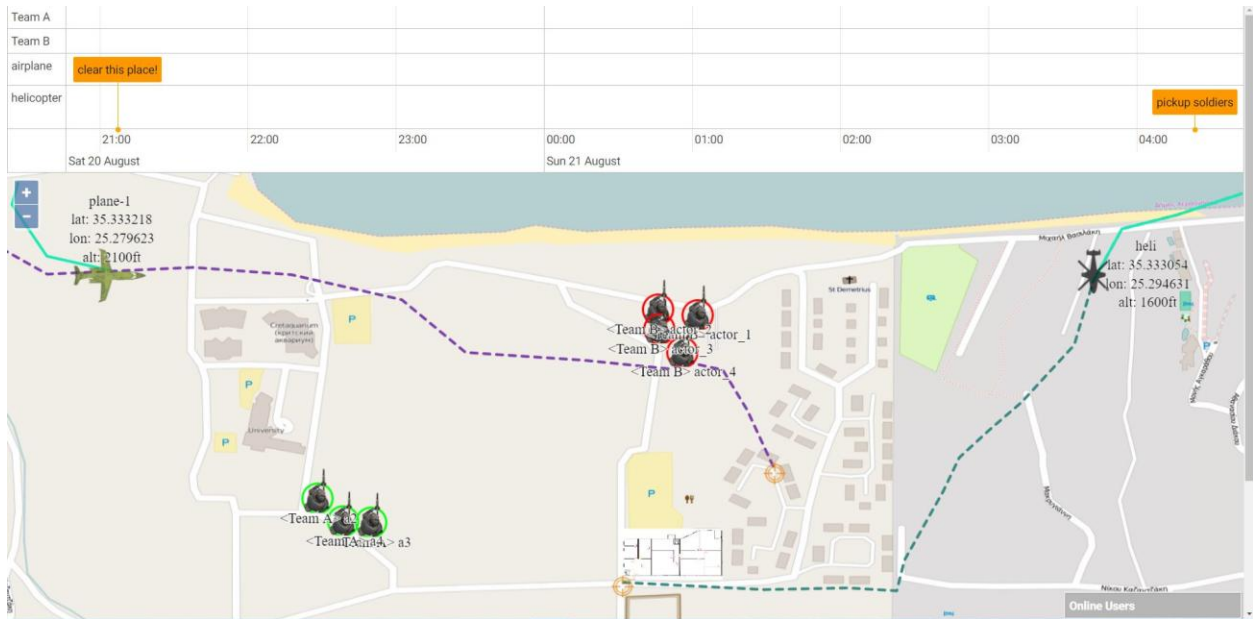 Team A
Team B
airplane
clear this place!
helicopter
pickup soldiers
21:00
22:00
23:00
00:00
01:00
02:00
03:00
04:00
Sat 20 August
Sun 21 August
+
−
plane-1
lat: 35.333218
lon: 25.279623
alt: 2100ft
heli
lat: 35.333054
lon: 25.294631
alt: 1600ft
St Demetrius
P
Cretaquarium
(Критский
аквариум)
<Team B> actor_2
actor_1
<Team B> actor_3
<Team B> actor_4
P
P
University
P
P
P
<Team A> a2
<Team A>
a3
Online Users